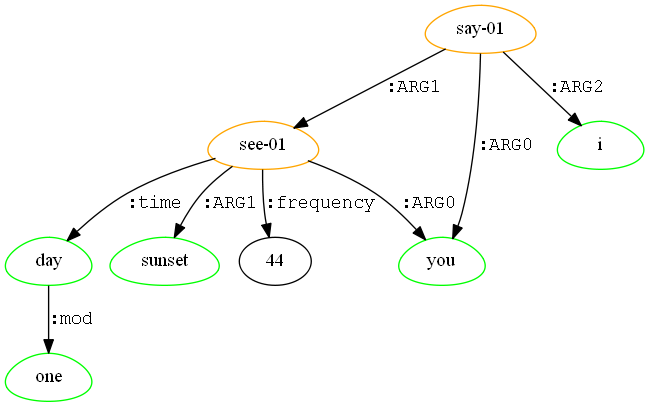 say-01
:ARG1
:ARG0
:ARG2
see-01
i
:time
:ARG1
:frequency
:ARG0
day
sunset
44
you
:mod
one